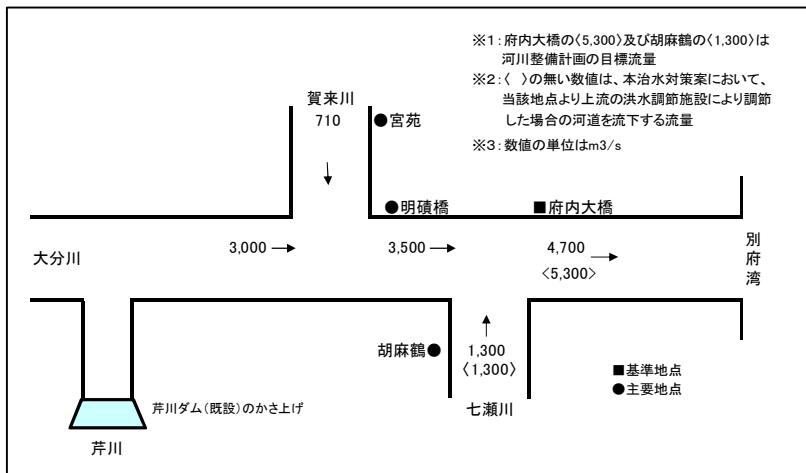 ※1:府内大橋の〈5,300〉及び胡麻鶴の〈1,300〉は
河川整備計画の目標流量
※2:〈 〉の無い数値は、本治水対策案において、
当該地点より上流の洪水調節施設により調節
した場合の河道を流下する流量
※3:数値の単位はm3/s
賀来川
710
↓
●宮苑
●明磧橋
■府内大橋
大分川
3,000 →
3,500 →
4,700
→
〈5,300〉
別府湾
胡麻鶴●
↑
1,300
〈1,300〉
七瀬川
■基準地点
●主要地点
芹川ダム(既設)のかさ上げ
芹川